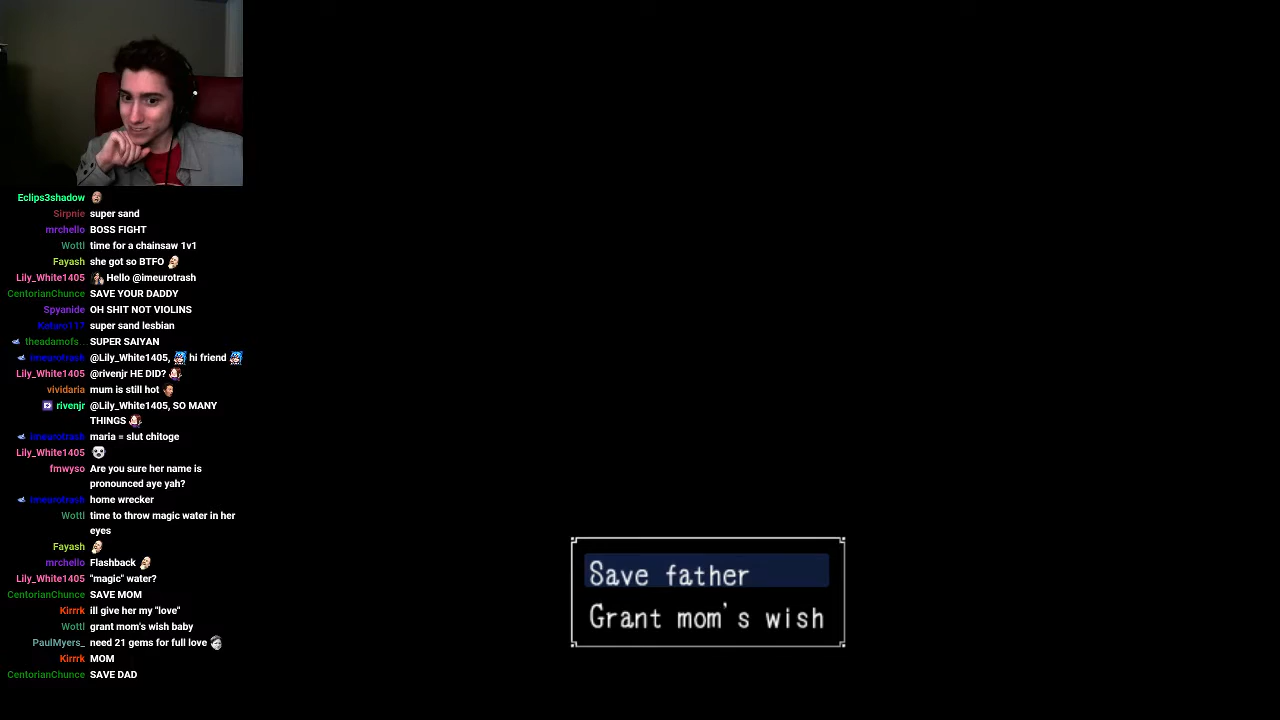 Eclips3shadow
Sirpnie super sand
mrchello BOSS FIGHT
Wottl time for a chainsaw 1v1
Fayash she got so BTFO
Lily_White1405 Hello @imeurotrash
CentorianChunce SAVE YOUR DADDY
Spyanide OH SHIT NOT VIOLINS
super sand lesbian
theadamofs... SUPER SAIYAN
imeurotrash @Lily_White1405, hi friend
Lily_White1405 @rivenjr HE DID?
vividaria mum is still hot
rivenjr @Lily_White1405, SO MANY
THINGS
imeurotrash maria = slut chitoge
Lily_White1405
fmwyso Are you sure her name is
pronounced aye yah?
imeurotrash home wrecker
Wottl time to throw magic water in her
eyes
Fayash
mrchello Flashback
Lily_White1405 "magic" water?
CentorianChunce SAVE MOM
Kirrrk ill give her my "love"
Wottl grant mom's wish baby
PaulMyers_ need 21 gems for full love
Kirrrk MOM
CentorianChunce SAVE DAD
Save father
Grant mom's wish